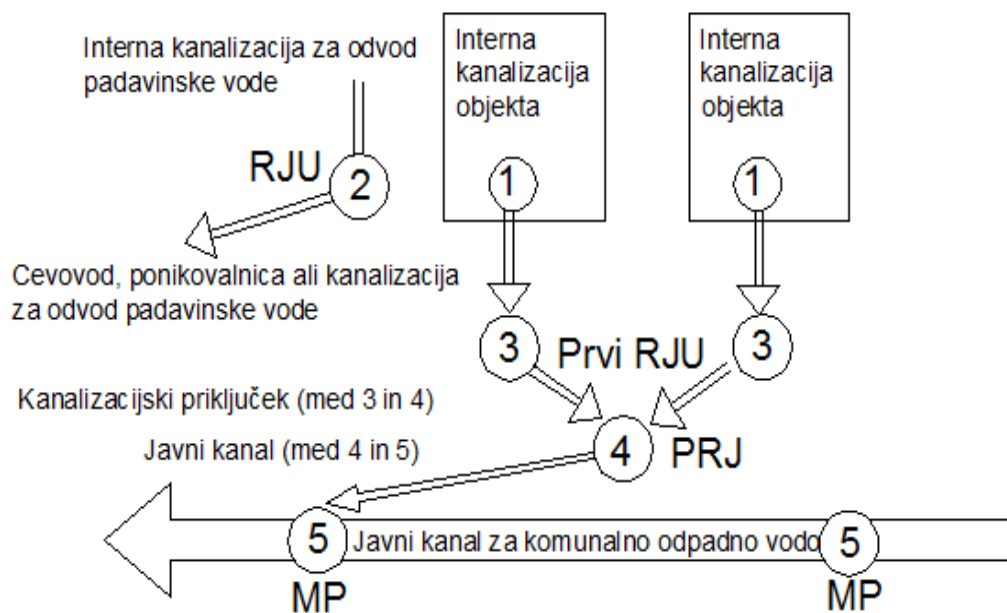 Interna kanalizacija za odvod
padavinske vode
Interna
kanalizacija
objekta
Interna
kanalizacija
objekta
RJU
2
1
1
Cevovod, ponikovalnica ali kanalizacija
za odvod padavinske vode
3
Prvi RJU
3
Kanalizacijski priključek (med 3 in 4)
Javni kanal (med 4 in 5)
4
PRJ
5
Javni kanal za komunalno odpadno vodo
5
MP
MP